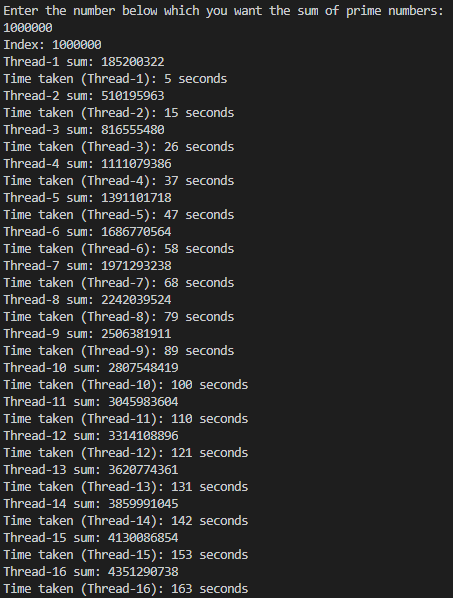 Enter the number below which you want the sum of prime numbers:
1000000
Index: 1000000
Thread-1 sum: 185200322
Time taken (Thread-1): 5 seconds
Thread-2 sum: 510195963
Time taken (Thread-2): 15 seconds
Thread-3 sum: 816555480
Time taken (Thread-3): 26 seconds
Thread-4 sum: 1111079386
Time taken (Thread-4): 37 seconds
Thread-5 sum: 1391101718
Time taken (Thread-5): 47 seconds
Thread-6 sum: 1686770564
Time taken (Thread-6): 58 seconds
Thread-7 sum: 1971293238
Time taken (Thread-7): 68 seconds
Thread-8 sum: 2242039524
Time taken (Thread-8): 79 seconds
Thread-9 sum: 2506381911
Time taken (Thread-9): 89 seconds
Thread-10 sum: 2807548419
Time taken (Thread-10): 100 seconds
Thread-11 sum: 3045983604
Time taken (Thread-11): 110 seconds
Thread-12 sum: 3314108896
Time taken (Thread-12): 121 seconds
Thread-13 sum: 3620774361
Time taken (Thread-13): 131 seconds
Thread-14 sum: 3859991045
Time taken (Thread-14): 142 seconds
Thread-15 sum: 4130086854
Time taken (Thread-15): 153 seconds
Thread-16 sum: 4351290738
Time taken (Thread-16): 163 seconds